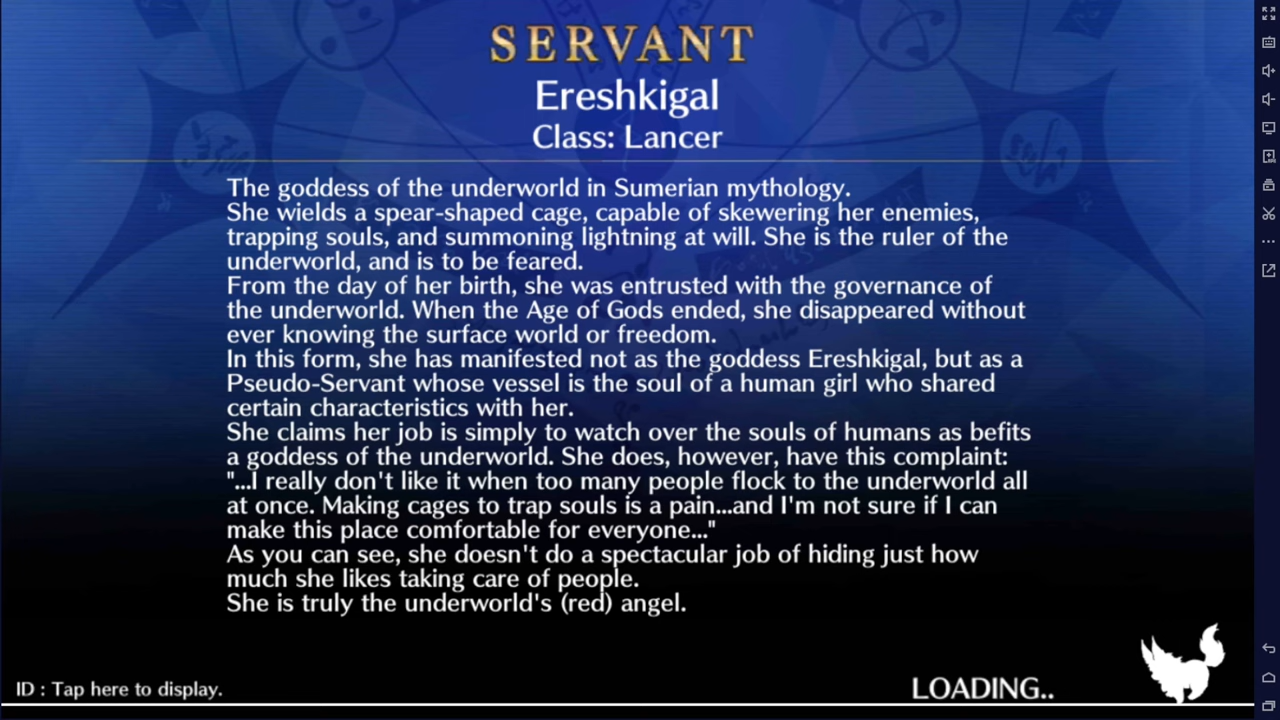 SERVANT
Ereshkigal
Class: Lancer
The goddess of the underworld in Sumerian mythology.
She wields a spear-shaped cage, capable of skewering her enemies,
trapping souls, and summoning lightning at will. She is the ruler of the
underworld, and is to be feared.
From the day of her birth, she was entrusted with the governance of
the underworld. When the Age of Gods ended, she disappeared without
ever knowing the surface world or freedom.
In this form, she has manifested not as the goddess Ereshkigal, but as a
Pseudo-Servant whose vessel is the soul of a human girl who shared
certain characteristics with her.
She claims her job is simply to watch over the souls of humans as befits
a goddess of the underworld. She does, however, have this complaint:
"...I really don't like it when too many people flock to the underworld all
at once. Making cages to trap souls is a pain...and I'm not sure if I can
make this place comfortable for everyone..."
As you can see, she doesn't do a spectacular job of hiding just how
much she likes taking care of people.
She is truly the underworld's (red) angel.
ID : Tap here to display.
LOADING..